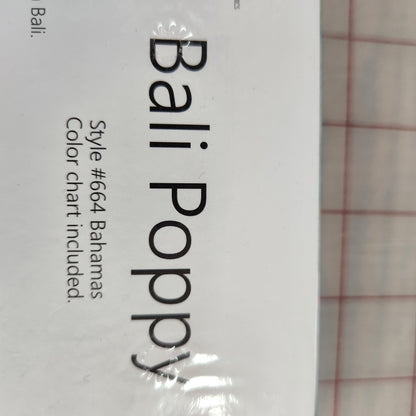 Bali Poppy
Style #664 Bahamas
Color chart included.
Bali.